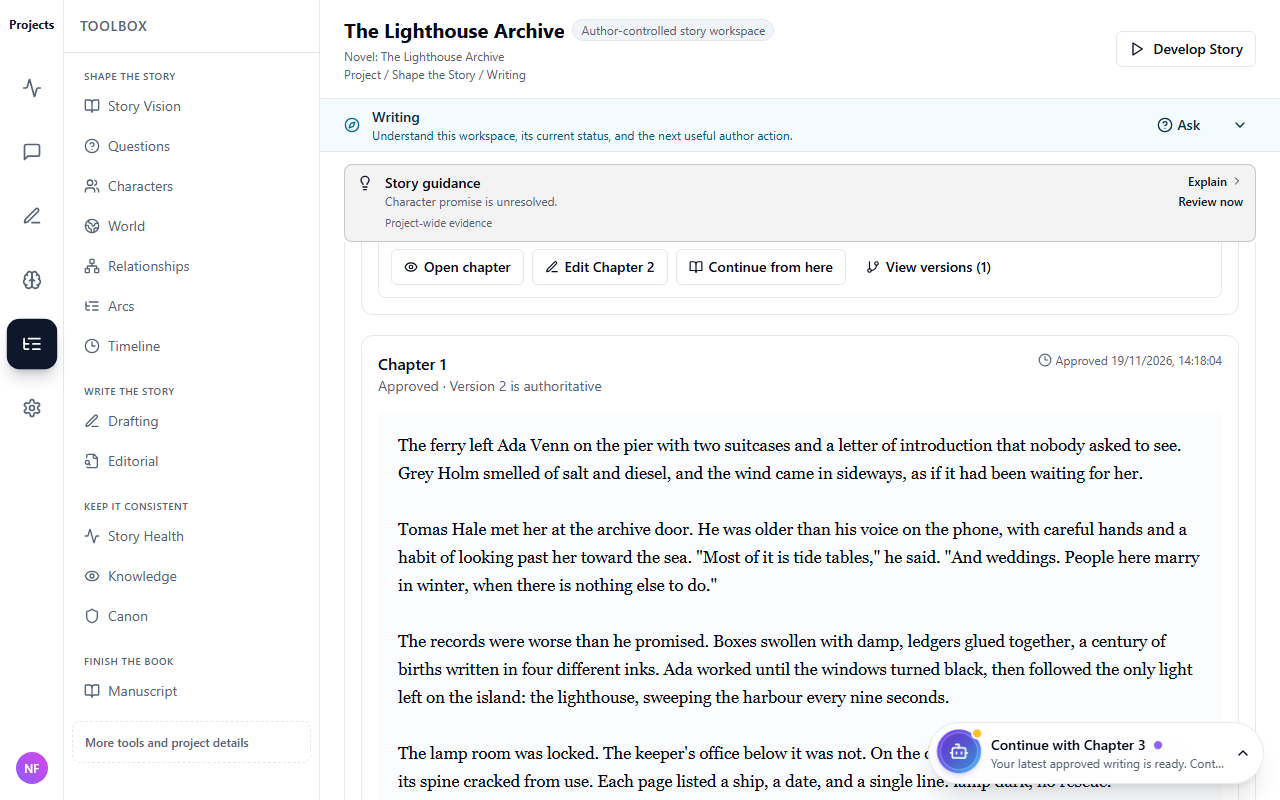 Projects
TOOLBOX
SHAPE THE STORY
Story Vision
Questions
Characters
World
Relationships
Arcs
Timeline
WRITE THE STORY
Drafting
Editorial
KEEP IT CONSISTENT
Story Health
Knowledge
Canon
FINISH THE BOOK
Manuscript
More tools and project details
NF
The Lighthouse Archive
Author-controlled story workspace
Novel: The Lighthouse Archive
Project / Shape the Story / Writing
Develop Story
Writing
Understand this workspace, its current status, and the next useful author action.
Ask
Story guidance
Character promise is unresolved.
Project-wide evidence
Explain
Review now
Open chapter
Edit Chapter 2
Continue from here
View versions (1)
Chapter 1
Approved · Version 2 is authoritative
Approved 19/11/2026, 14:18:04
The ferry left Ada Venn on the pier with two suitcases and a letter of introduction that nobody asked to see.
Grey Holm smelled of salt and diesel, and the wind came in sideways, as if it had been waiting for her.
Tomas Hale met her at the archive door. He was older than his voice on the phone, with careful hands and a
habit of looking past her toward the sea. "Most of it is tide tables," he said. "And weddings. People here marry
in winter, when there is nothing else to do."
The records were worse than he promised. Boxes swollen with damp, ledgers glued together, a century of
births written in four different inks. Ada worked until the windows turned black, then followed the only light
left on the island: the lighthouse, sweeping the harbour every nine seconds.
The lamp room was locked. The keeper's office below it was not. On the
its spine cracked from use. Each page listed a ship, a date, and a single line: lamp dark, no rescue.
Continue with Chapter 3
Your latest approved writing is ready. Cont...